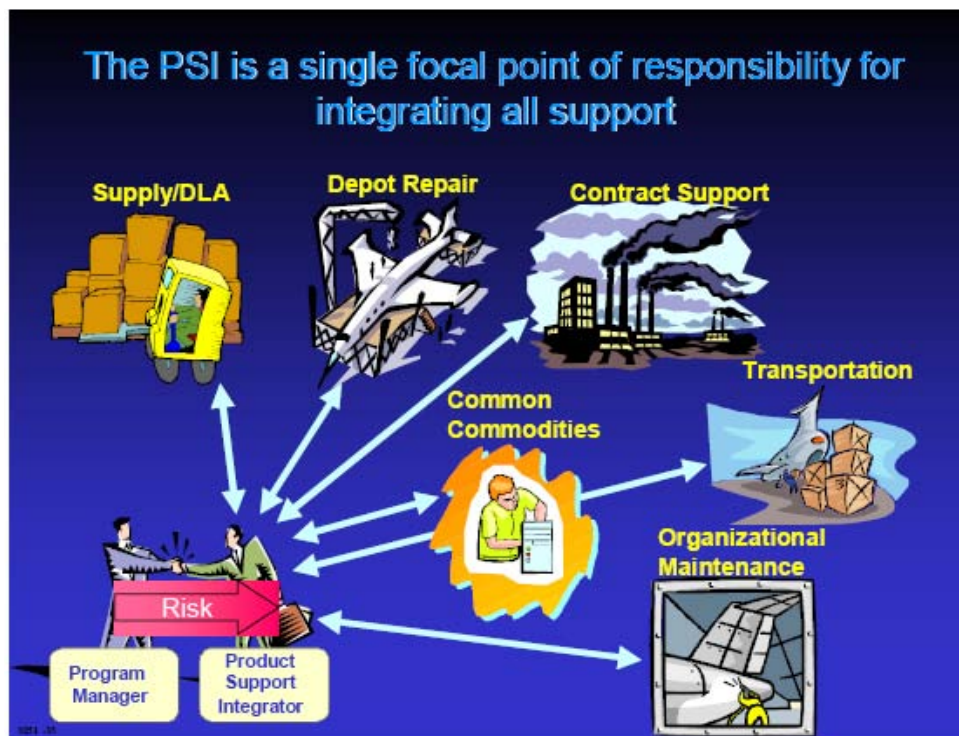 The PSI is a single focal point of responsibility for
integrating all support
Supply/DLA
Depot Repair
Contract Support
Transportation
Common
Commodities
Organizational
Maintenance
Risk
Program
Manager
Product
Support
Integrator